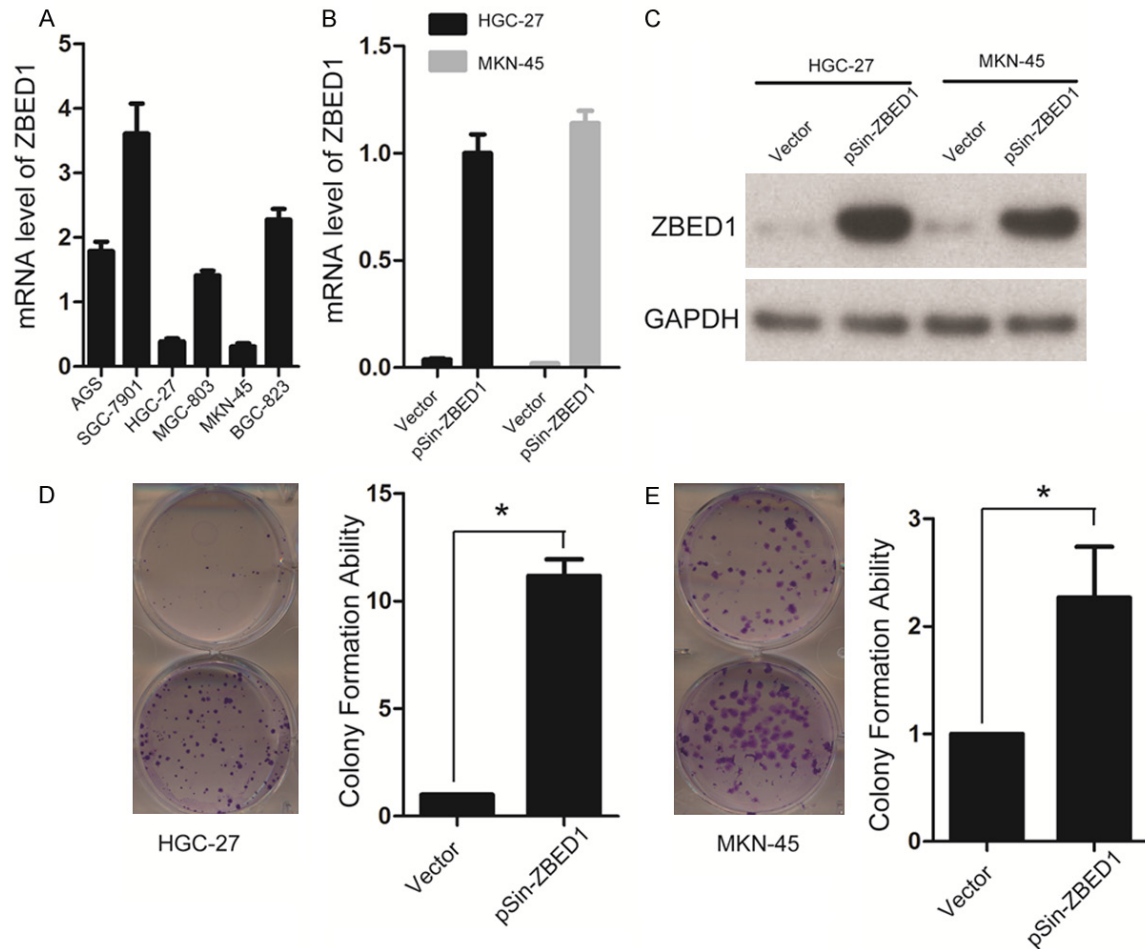 A
mRNA level of ZBED1
5
4
3
2
1
0
AGS
SGC-7901
HGC-27
MGC-803
MKN-45
BGC-823
B
HGC-27
MKN-45
mRNA level of ZBED1
1.5
1.0
0.5
0.0
Vector
pSin-ZBED1
Vector
pSin-ZBED1
C
HGC-27
MKN-45
Vector
pSin-ZBED1
Vector
pSin-ZBED1
ZBED1
GAPDH
D
HGC-27
Colony Formation Ability
15
10
5
0
*
Vector
pSin-ZBED1
E
MKN-45
Colony Formation Ability
3
2
1
0
*
Vector
pSin-ZBED1